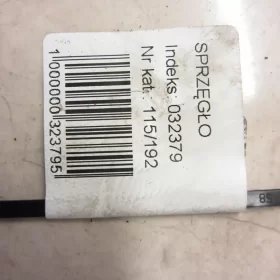 SPRZĘGŁO
Indeks: 032379
Nr kat.: 115/192
1000000323795